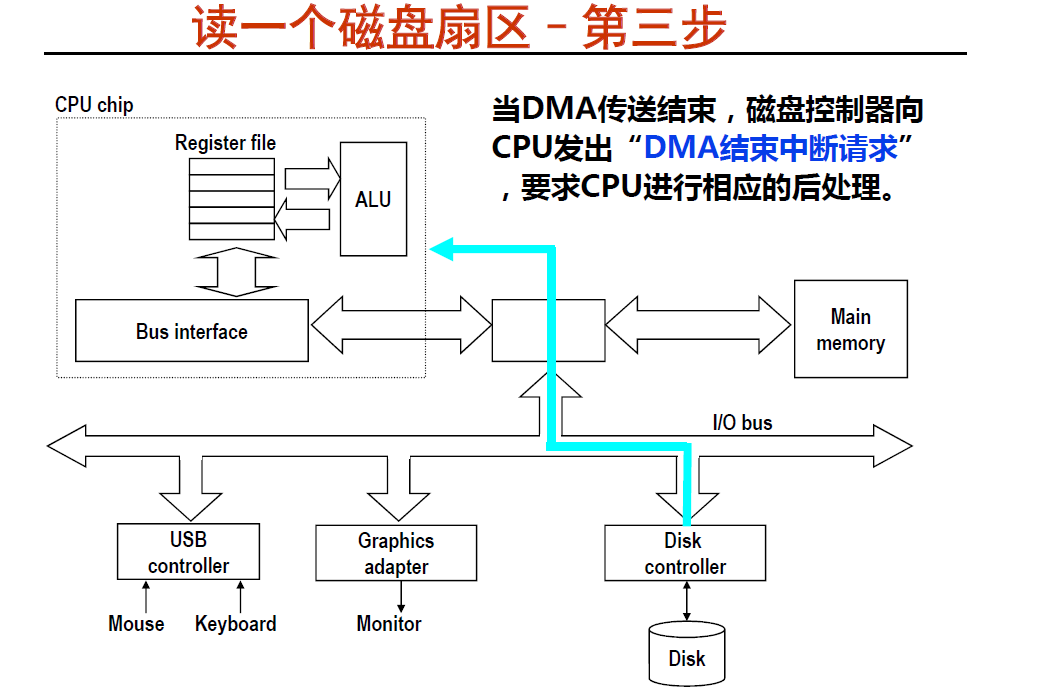 读一个磁盘扇区 - 第三步
当DMA传送结束，磁盘控制器向
CPU发出“DMA结束中断请求”
，要求CPU进行相应的后处理。
CPU chip
Register file
ALU
Bus interface
Main
memory
I/O bus
USB
controller
Graphics
adapter
Disk
controller
Mouse
Keyboard
Monitor
Disk